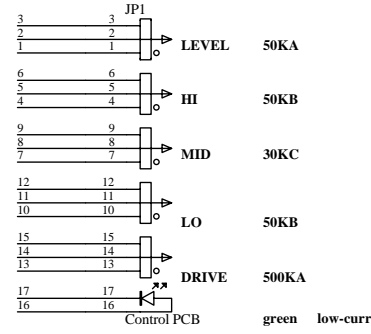 JP1
3 3
2 2
1 1
LEVEL 50KA
6 6
5 5
4 4
HI 50KB
9 9
8 8
7 7
MID 30KC
12 12
11 11
10 10
LO 50KB
15 15
14 14
13 13
DRIVE 500KA
17 17
16 16
Control PCB green low-curr